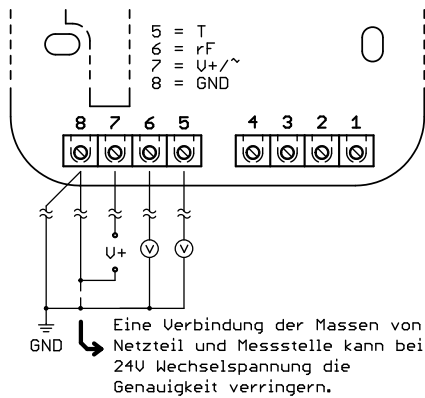 5 = T
6 = rF
7 = V+/~
8 = GND
8 7 6 5 4 3 2 1
V+
V V
GND
Eine Verbindung der Massen von
Netzteil und Messstelle kann bei
24V Wechselspannung die
Genauigkeit verringern.